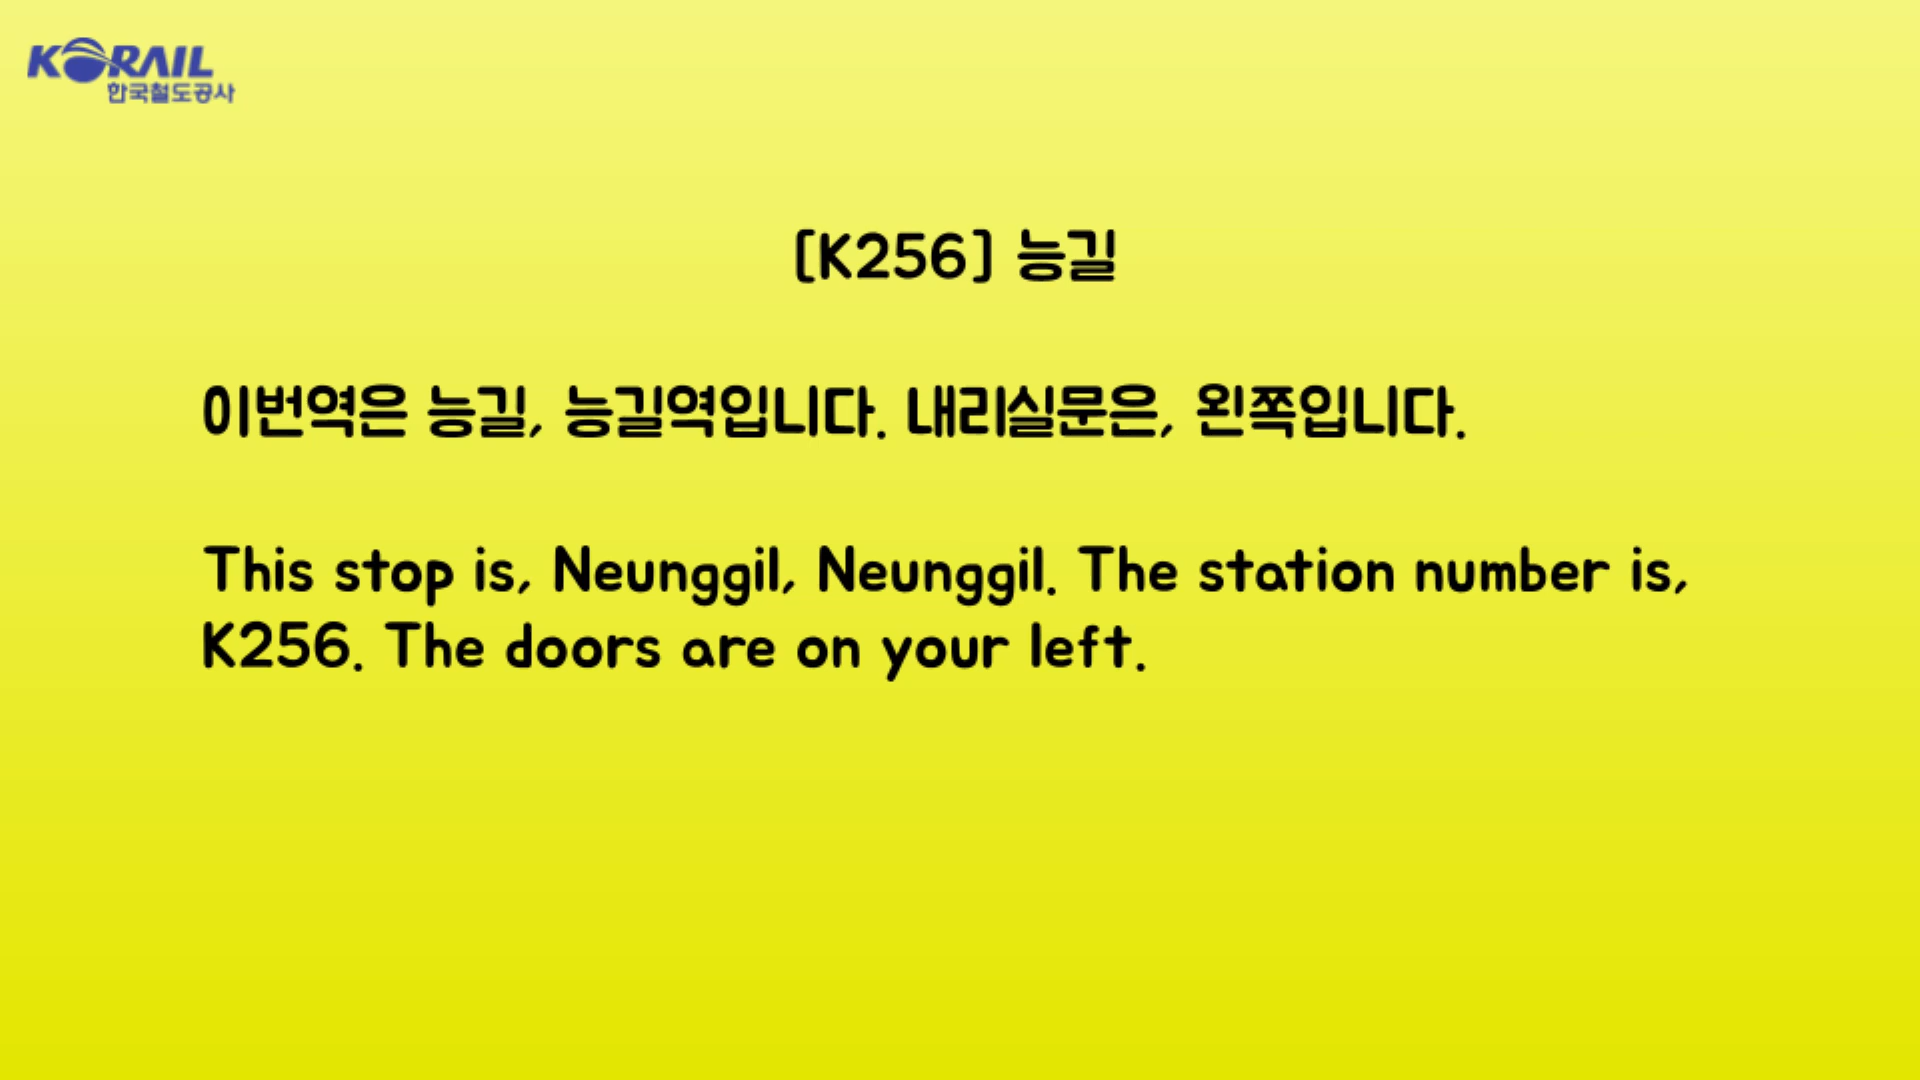 KORAIL
한국철도공사
[K256] 능길
이번역은 능길, 능길역입니다. 내리실문은, 왼쪽입니다.
This stop is, Neunggil, Neunggil. The station number is,
K256. The doors are on your left.